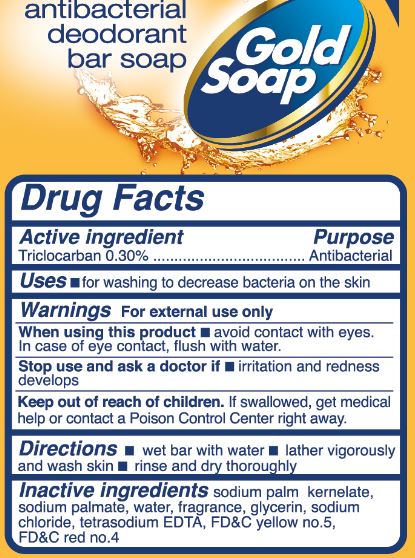 antibacterial
deodorant
bar soap
Gold
Soap
Drug Facts
Active ingredient Purpose
Triclocarban 0.30% ................................... Antibacterial
Uses ■ for washing to decrease bacteria on the skin
Warnings For external use only
When using this product ■ avoid contact with eyes.
In case of eye contact, flush with water.
Stop use and ask a doctor if ■ irritation and redness
develops
Keep out of reach of children. If swallowed, get medical
help or contact a Poison Control Center right away.
Directions ■ wet bar with water ■ lather vigorously
and wash skin ■ rinse and dry thoroughly
Inactive ingredients sodium palm kernelate,
sodium palmate, water, fragrance, glycerin, sodium
chloride, tetrasodium EDTA, FD&C yellow no.5,
FD&C red no.4